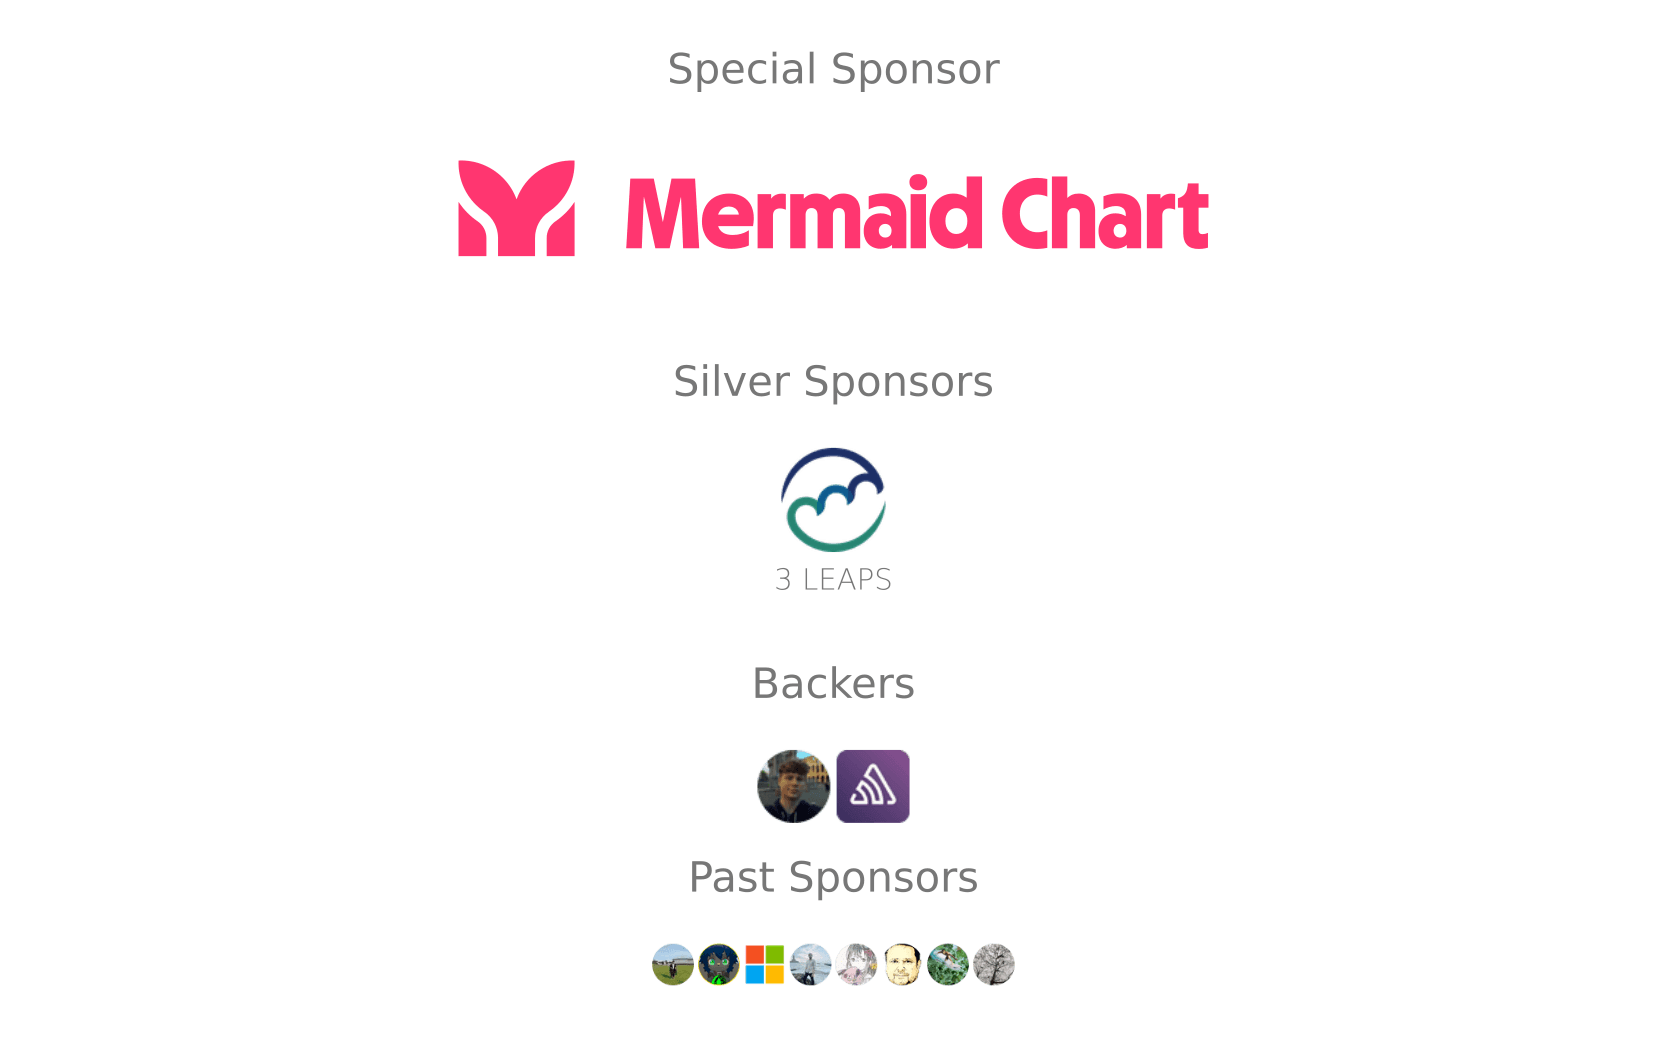 Special Sponsor
Mermaid Chart
Silver Sponsors
3 LEAPS
Backers
Past Sponsors